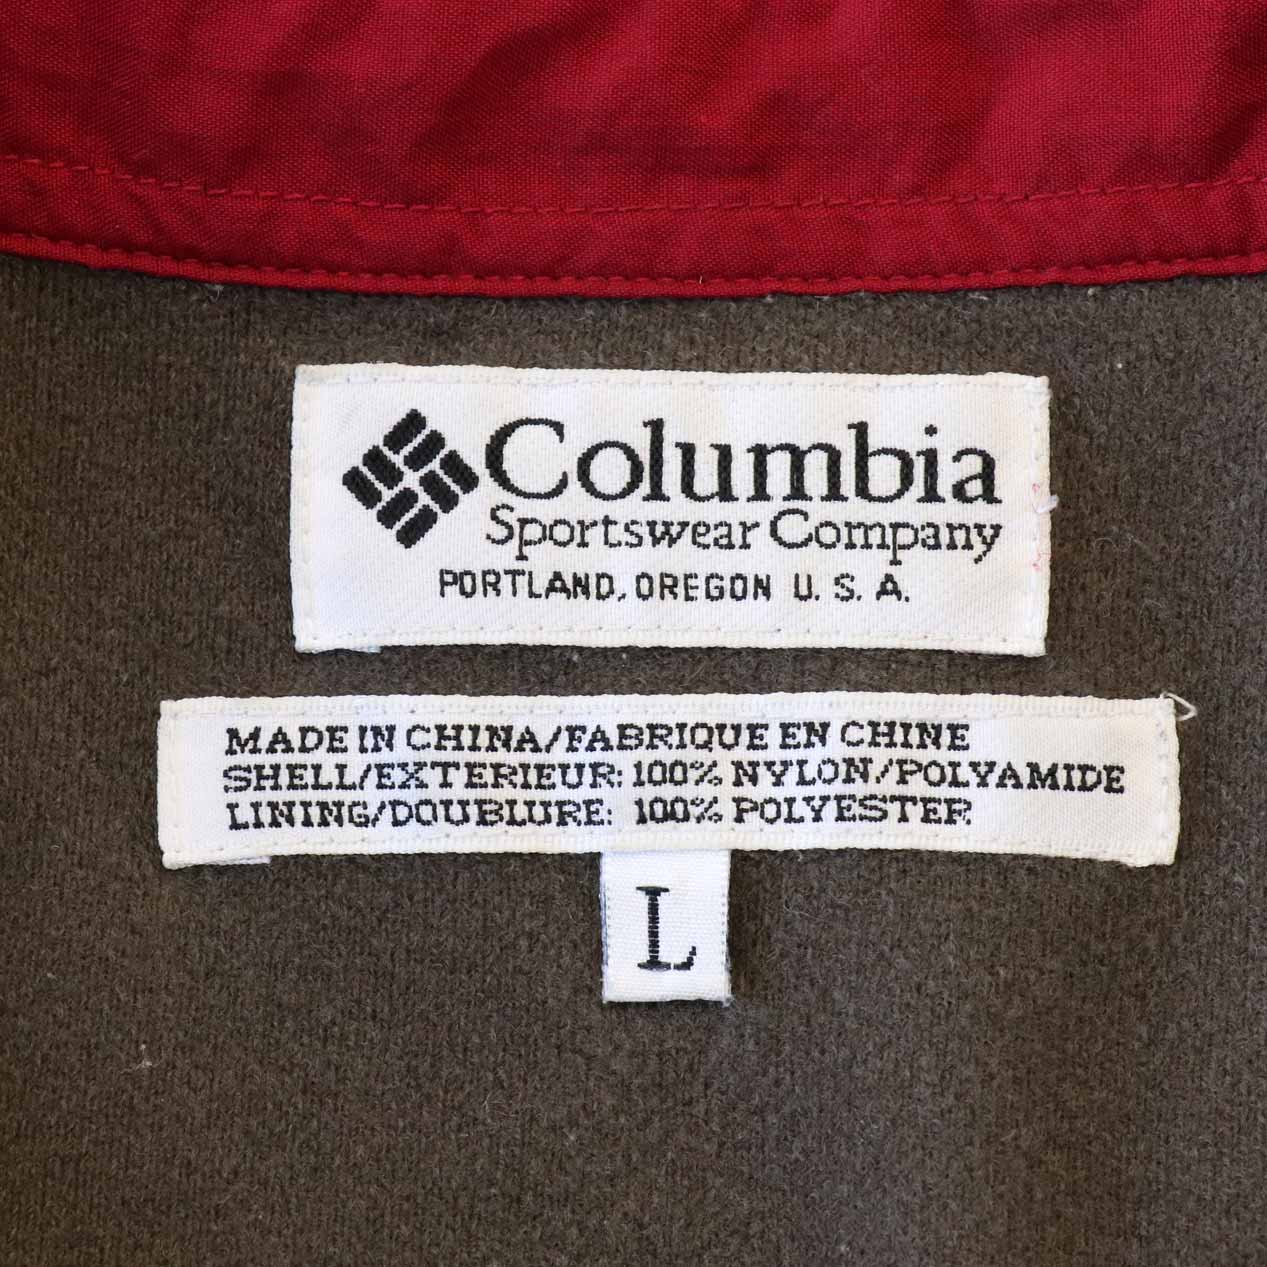 Columbia
Sportswear Company
PORTLAND, OREGON U. S. A.
MADE IN CHINA/FABRIQUE EN CHINE
SHELL/EXTERIEUR: 100% NYLON/POLYAMIDE
LINING/DOUBLURE: 100% POLYESTER
L